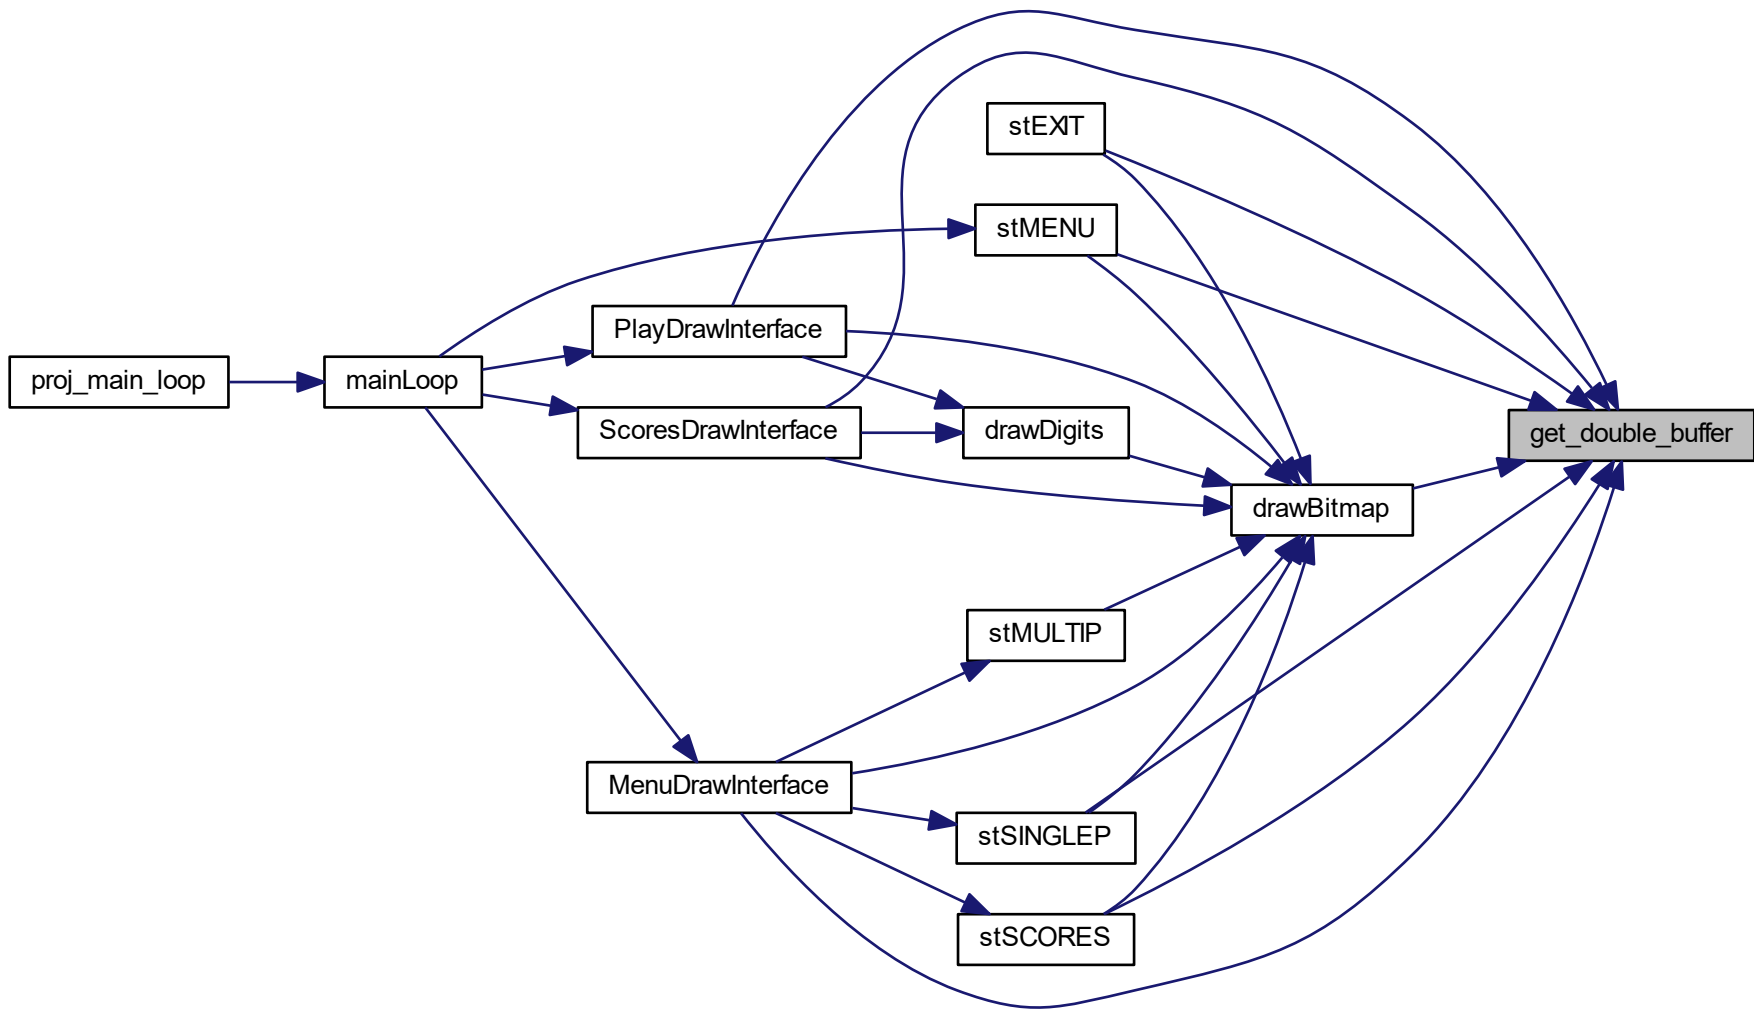 stEXIT
stMENU
PlayDrawInterface
proj_main_loop
mainLoop
ScoresDrawInterface
drawDigits
get_double_buffer
drawBitmap
stMULTIP
MenuDrawInterface
stSINGLEP
stSCORES